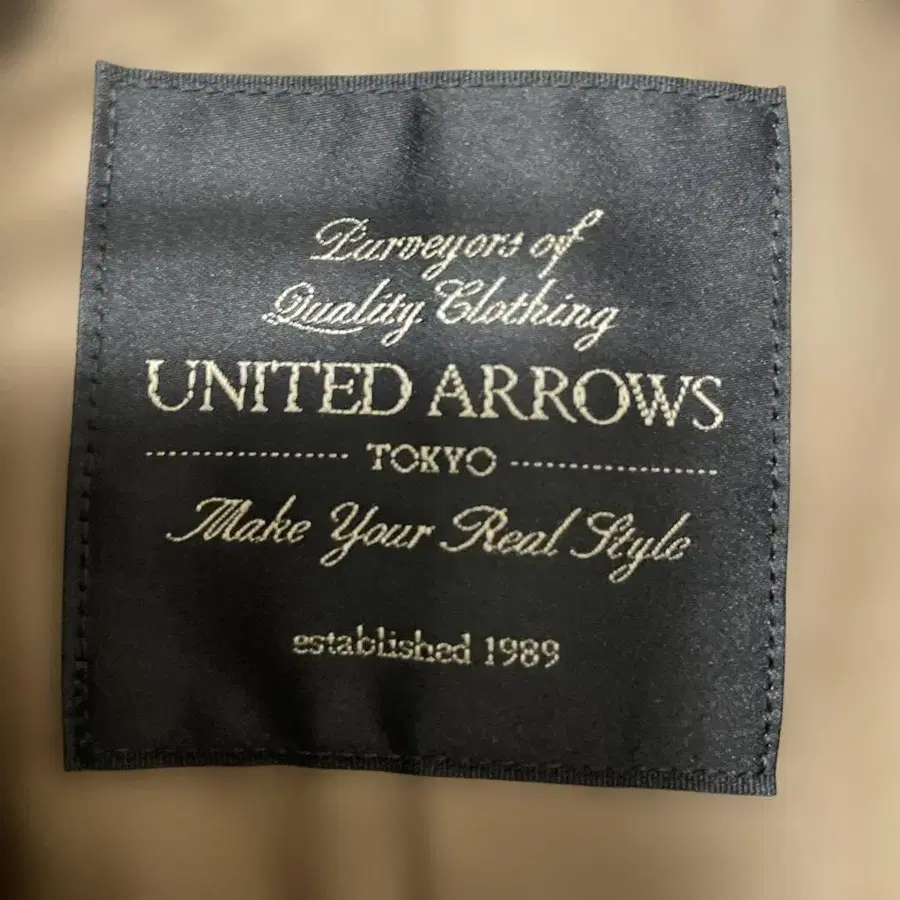 Purveyors of
Quality Clothing
UNITED ARROWS
TOKYO
Make Your Real Style
established 1989